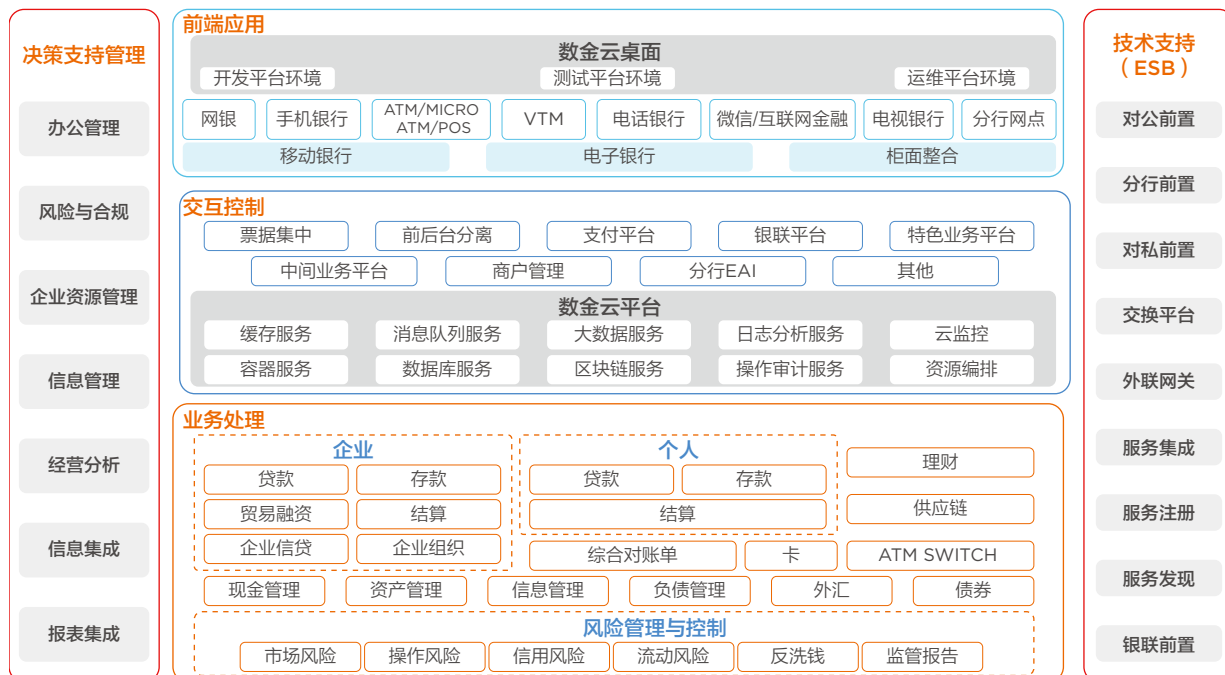 决策支持管理
办公管理
风险与合规
企业资源管理
信息管理
经营分析
信息集成
报表集成
前端应用
数金云桌面
开发平台环境 测试平台环境 运维平台环境
网银 手机银行 ATM/MICRO ATM/POS VTM 电话银行 微信/互联网金融 电视银行 分行网点
移动银行 电子银行 柜面整合
交互控制
票据集中 前后台分离 支付平台 银联平台 特色业务平台
中间业务平台 商户管理 分行EAI 其他
数金云平台
缓存服务 消息队列服务 大数据服务 日志分析服务 云监控
容器服务 数据库服务 区块链服务 操作审计服务 资源编排
业务处理
企业
贷款 存款
贸易融资 结算
企业信贷 企业组织
个人
贷款 存款
结算
理财
供应链
综合对账单 卡 ATM SWITCH
现金管理 资产管理 信息管理 负债管理 外汇 债券
风险管理与控制
市场风险 操作风险 信用风险 流动风险 反洗钱 监管报告
技术支持
（ESB）
对公前置
分行前置
对私前置
交换平台
外联网关
服务集成
服务注册
服务发现
银联前置